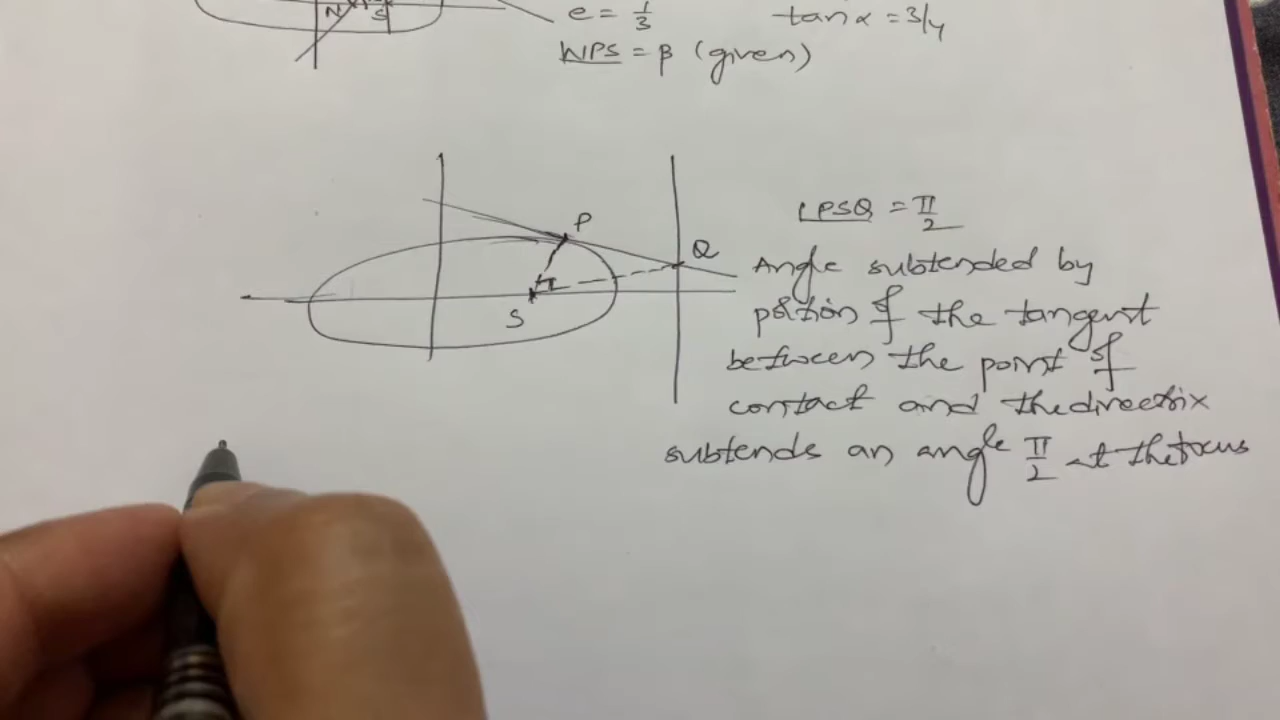 N S
e = 1/3 tan α = 3/4
∠NPS = β (given)
∠PSQ = π/2
P
Q
S
Angle subtended by
portion of the tangent
between the point of
contact and the directrix
subtends an angle π/2 at the focus